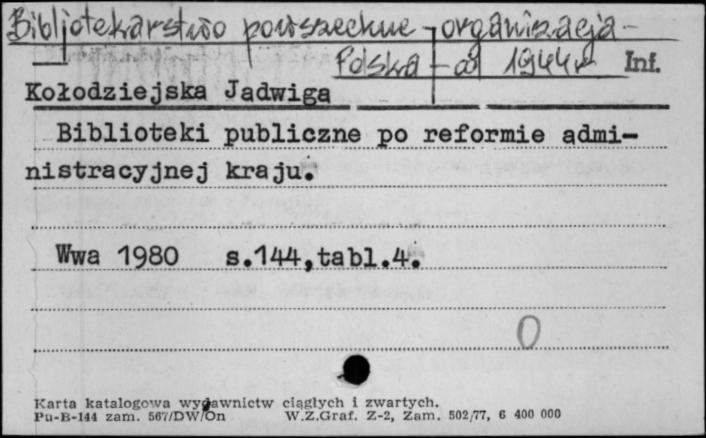 Bibliotekarstwo powszechne - organizacja -
Polska - od 1944r Inf.
Kołodziejska Jadwiga
Biblioteki publiczne po reformie admi-
nistracyjnej kraju.
Wwa 1980 s.144,tabl.4.
0
Karta katalogowa wydawnictw ciągłych i zwartych.
Pu-B-144 zam. 567/DW/On W.Z.Graf. Z-2, Zam. 502/77, 6 400 000